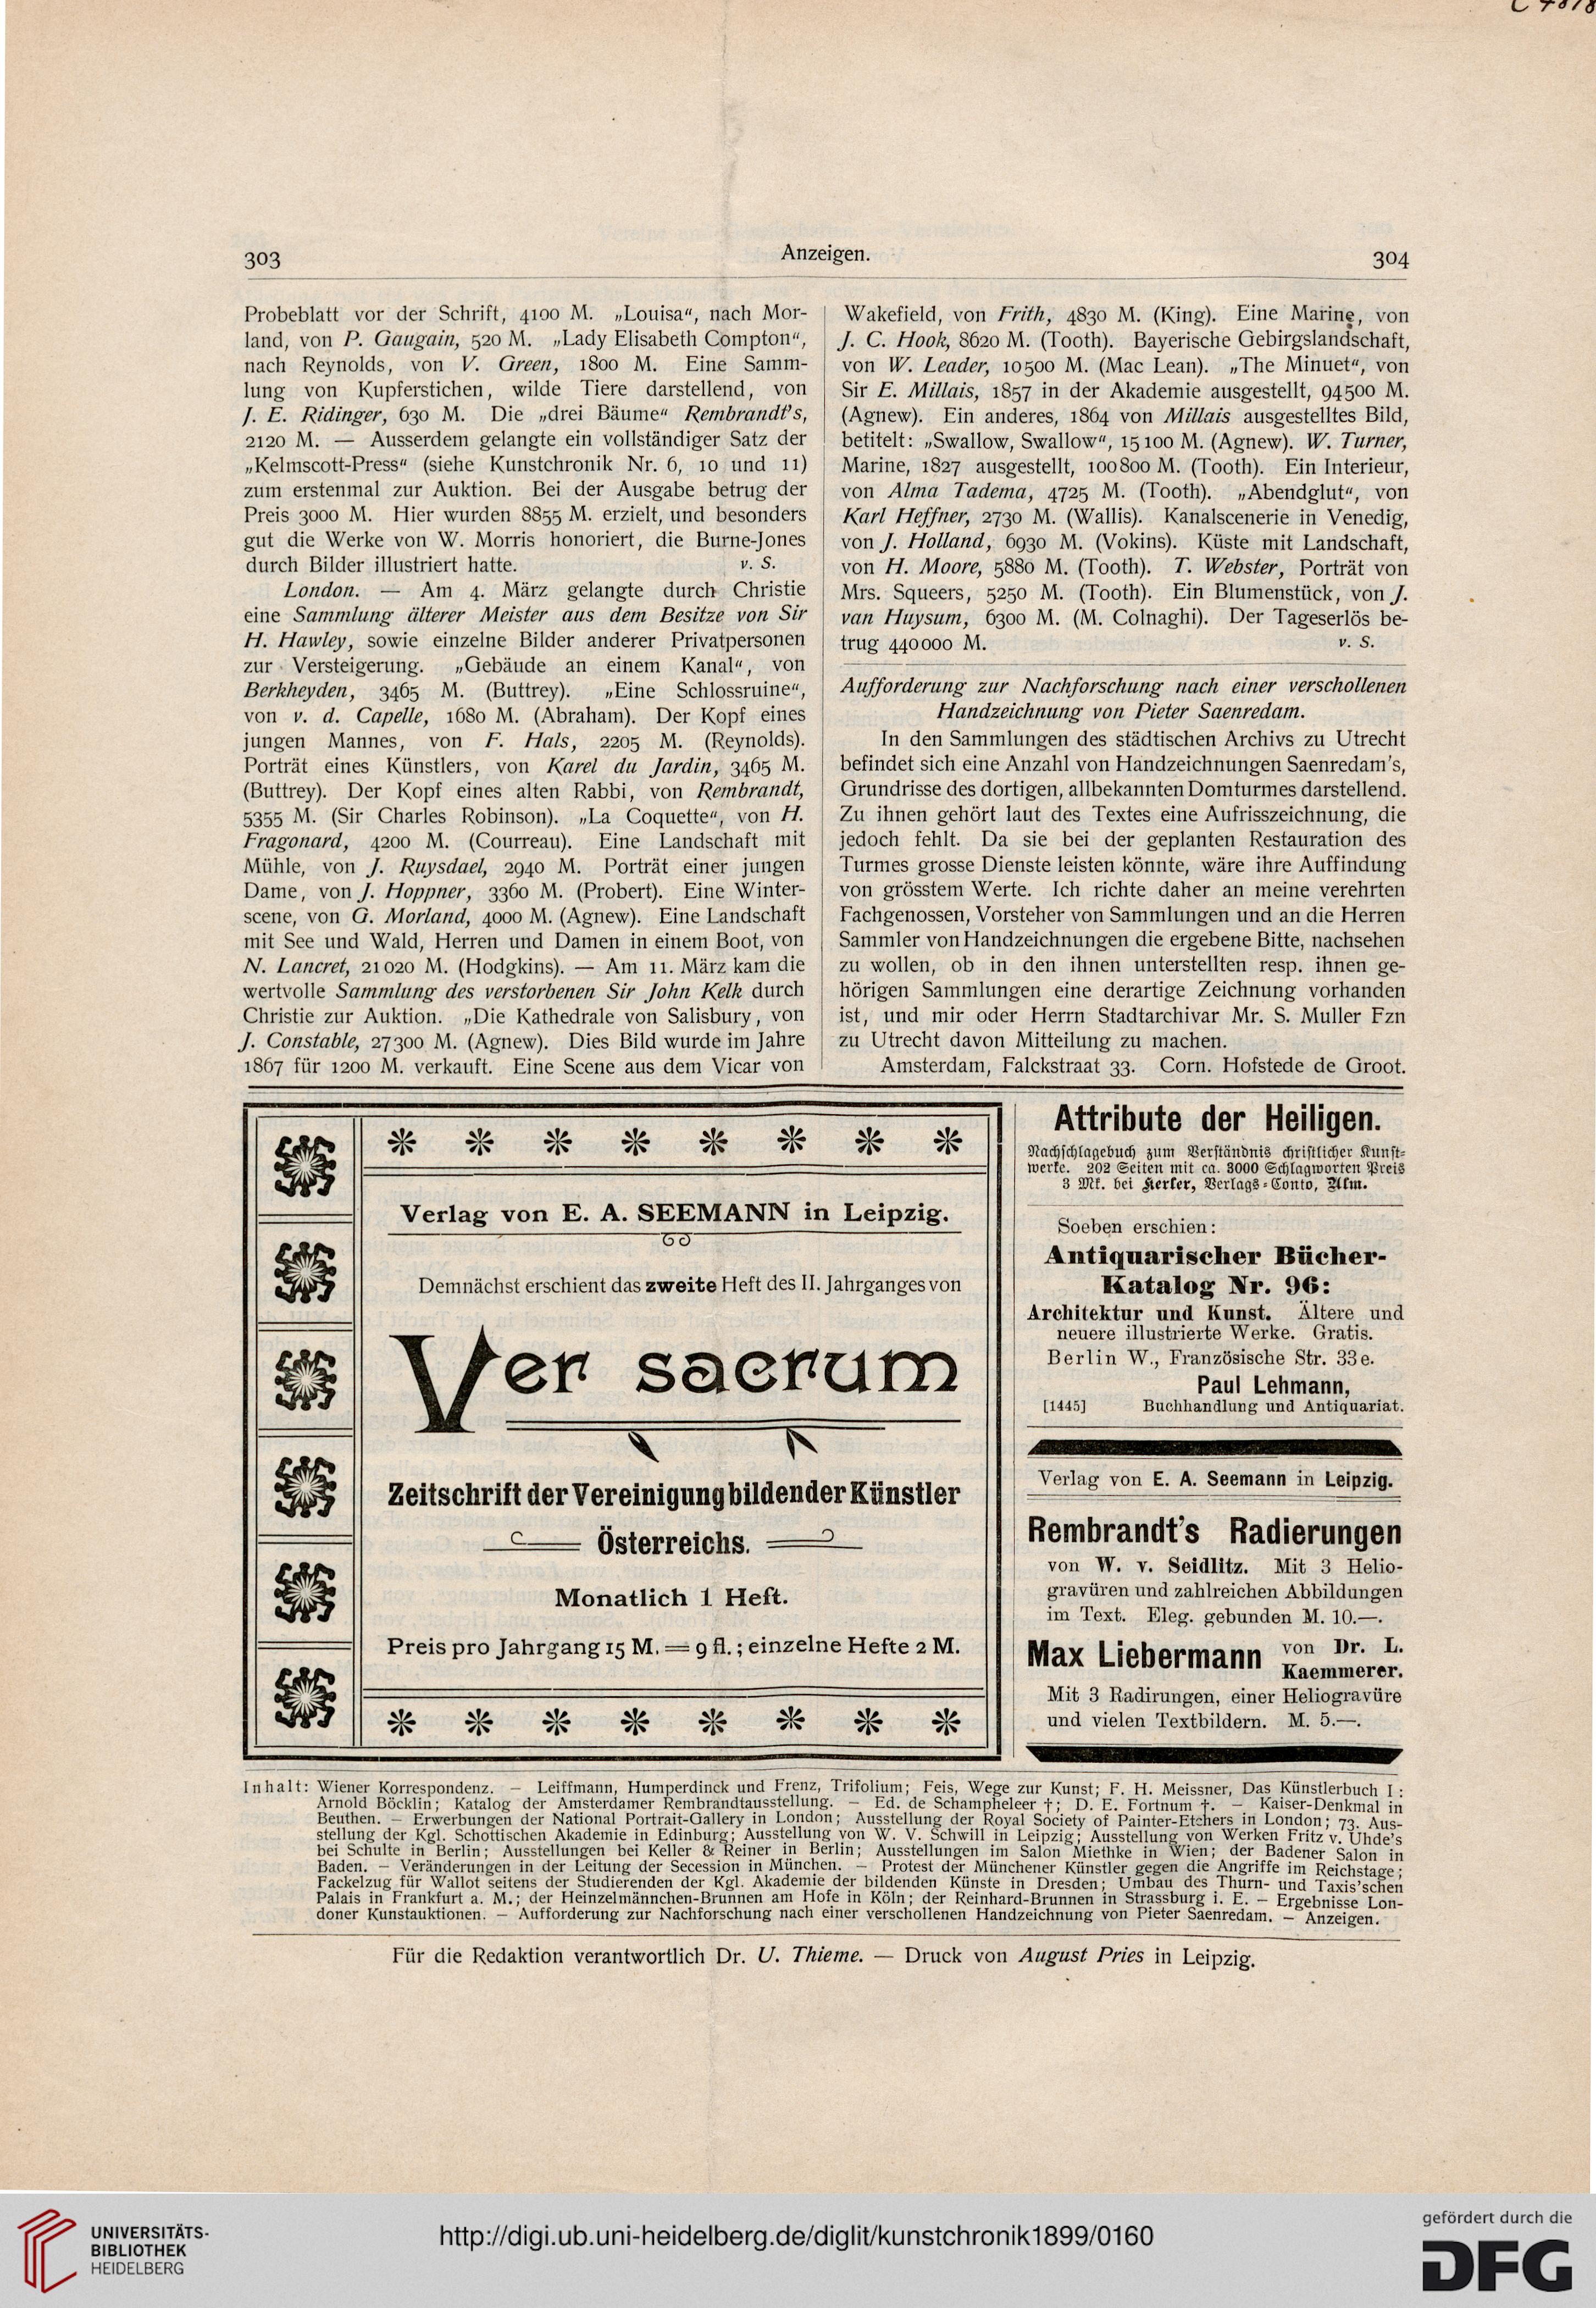 303
Anzeigen.
304
Probeblatt vor der Schrift, 4100 M. „Louisa“, nach Mor-
land, von P. Gaugain, 520 M. „Lady Elisabeth Compton“,
nach Reynolds, von V. Green, 1800 M. Eine Samm-
lung von Kupferstichen, wilde Tiere darstellend, von
J. E. Ridinger, 630 M. Die „drei Bäume“ Rembrandt's,
2120 M. — Ausserdem gelangte ein vollständiger Satz der
„Kelmscott-Press“ (siehe Kunstchronik Nr. 6, 10 und 11)
zum erstenmal zur Auktion. Bei der Ausgabe betrug der
Preis 3000 M. Hier wurden 8855 M. erzielt, und besonders
gut die Werke von W. Morris honoriert, die Burne-Jones
durch Bilder illustriert hatte. v. S.
London. — Am 4. März gelangte durch Christie
eine Sammlung älterer Meister aus dem Besitze von Sir
H. Hawley, sowie einzelne Bilder anderer Privatpersonen
zur Versteigerung. „Gebäude an einem Kanal“, von
Berkheyden, 3465 M. (Buttrey). „Eine Schlossruine“,
von v. d. Capelle, 1680 M. (Abraham). Der Kopf eines
jungen Mannes, von F. Hals, 2205 M. (Reynolds).
Porträt eines Künstlers, von Karel du Jardin, 3465 M.
(Buttrey). Der Kopf eines alten Rabbi, von Rembrandt,
5355 M. (Sir Charles Robinson). „La Coquette“, von H.
Fragonard, 4200 M. (Courreau). Eine Landschaft mit
Mühle, von J. Ruysdael, 2940 M. Porträt einer jungen
Dame, von J. Hoppner, 3360 M. (Probert). Eine Winter-
scene, von G. Morland, 4000 M. (Agnew). Eine Landschaft
mit See und Wald, Herren und Damen in einem Boot, von
N. Lancret, 21020 M. (Hodgkins). — Am 11. März kam die
wertvolle Sammlung des verstorbenen Sir John Kelk durch
Christie zur Auktion. „Die Kathedrale von Salisbury, von
J. Constable, 27300 M. (Agnew). Dies Bild wurde im Jahre
1867 für 1200 M. verkauft. Eine Scene aus dem Vicar von
Wakefield, von Frith, 4830 M. (King). Eine Marine, von
J. C. Hook, 8620 M. (Tooth). Bayerische Gebirgslandschaft,
von W. Leader, 10500 M. (Mac Lean). „The Minuet“, von
Sir E. Millais, 1857 in der Akademie ausgestellt, 94500 M.
(Agnew). Ein anderes, 1864 von Millais ausgestelltes Bild,
betitelt: „Swallow, Swallow“, 15100 M. (Agnew). W. Turner,
Marine, 1827 ausgestellt, 100800 M. (Tooth). Ein Interieur,
von Alma Tadema, 4725 M. (Tooth). „Abendglut“, von
Karl Heffner, 2730 M. (Wallis). Kanalscenerie in Venedig,
von J. Holland, 6930 M. (Vokins). Küste mit Landschaft,
von H. Moore, 5880 M. (Tooth). T. Webster, Porträt von
Mrs. Squeers, 5250 M. (Tooth). Ein Blumenstück, von J.
van Huysum, 6300 M. (M. Colnaghi). Der Tageserlös be-
trug 440000 M. v. S.
Aufforderung zur Nachforschung nach einer verschollenen
Handzeichnung von Pieter Saenredam.
In den Sammlungen des städtischen Archivs zu Utrecht
befindet sich eine Anzahl von Handzeichnungen Saenredam's,
Grundrisse des dortigen, allbekannten Domturmes darstellend.
Zu ihnen gehört laut des Textes eine Aufrisszeichnung, die
jedoch fehlt. Da sie bei der geplanten Restauration des
Turmes grosse Dienste leisten könnte, wäre ihre Auffindung
von grösstem Werte. Ich richte daher an meine verehrten
Fachgenossen, Vorsteher von Sammlungen und an die Herren
Sammler von Handzeichnungen die ergebene Bitte, nachsehen
zu wollen, ob in den ihnen unterstellten resp. ihnen ge-
hörigen Sammlungen eine derartige Zeichnung vorhanden
ist, und mir oder Herrn Stadtarchivar Mr. S. Muller Fzn
zu Utrecht davon Mitteilung zu machen.
Amsterdam, Falckstraat 33. Corn. Hofstede de Groot.
Verlag von E. A. SEEMANN in Leipzig.
Demnächst erschient das zweite Heft des II. Jahrganges von
Ver sacrum
Zeitschrift der Vereinigung bildender Künstler
Österreichs.
Monatlich 1 Heft.
Preis pro Jahrgang 15 M. = 9 fl.; einzelne Hefte 2 M.
Attribute der Heiligen.
Nachschlagebuch zum Verständnis christlicher Kunst-
werke. 202 Seiten mit ca. 3000 Schlagworten Preis
3 Mk. bei Kerler, Verlags-Conto, Ulm.
Soeben erschien:
Antiquarischer Bücher-
Katalog Nr. 96:
Architektur und Kunst. Ältere und
neuere illustrierte Werke. Gratis.
Berlin W., Französische Str. 33e.
Paul Lehmann,
[1445] Buchhandlung und Antiquariat.
Verlag von E. A. Seemann in Leipzig.
Rembrandt's Radierungen
von W. v. Seidlitz. Mit 3 Helio-
gravüren und zahlreichen Abbildungen
im Text. Eleg. gebunden M. 10.—.
Max Liebermann von Dr. L.
Kaemmerer.
Mit 3 Radirungen, einer Heliogravüre
und vielen Textbildern. M. 5.—.
Inhalt: Wiener Korrespondenz. — Leiffmann, Humperdinck und Frenz, Trifolium; Feis, Wege zur Kunst; F. H. Meissner, Das Künstlerbuch I:
Arnold Böcklin; Katalog der Amsterdamer Rembrandtausstellung. — Ed. de Schampheleer †; D. E. Fortnum †. — Kaiser-Denkmal in
Beuthen. — Erwerbungen der National Portrait-Gallery in London; Ausstellung der Royal Society of Painter-Etchers in London; 73. Aus-
stellung der Kgl. Schottischen Akademie in Edinburg; Ausstellung von W. V. Schwill in Leipzig; Ausstellung von Werken Fritz v. Uhde's
bei Schulte in Berlin; Ausstellungen bei Keller & Reiner in Berlin; Ausstellungen im Salon Miethke in Wien; der Badener Salon in
Baden. — Veränderungen in der Leitung der Secession in München. — Protest der Münchener Künstler gegen die Angriffe im Reichstage;
Fackelzug für Wallot seitens der Studierenden der Kgl. Akademie der bildenden Künste in Dresden; Umbau des Thurn- und Taxis'schen
Palais in Frankfurt a. M.; der Heinzelmännchen-Brunnen am Hofe in Köln; der Reinhard-Brunnen in Strassburg i. E. — Ergebnisse Lon-
doner Kunstauktionen. — Aufforderung zur Nachforschung nach einer verschollenen Handzeichnung von Pieter Saenredam. — Anzeigen.
Für die Redaktion verantwortlich Dr. U. Thieme. — Druck von August Pries in Leipzig.
UNIVERSITÄTS-
BIBLIOTHEK
HEIDELBERG
http://digi.ub.uni-heidelberg.de/diglit/kunstchronik1899/0160
gefördert durch die
DFG